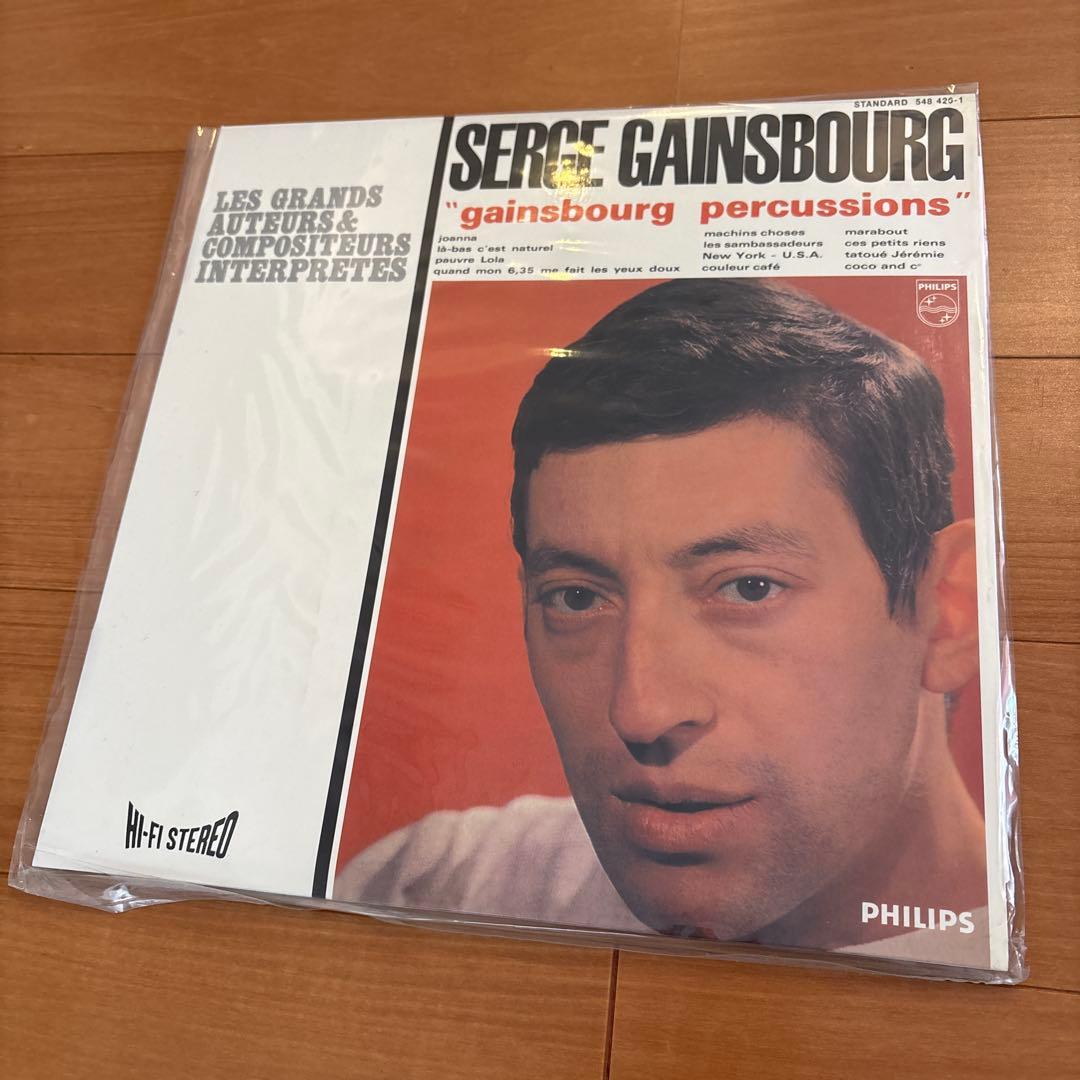 STANDARD 548 425-1
SERGE GAINSBOURG
"gainsbourg percussions"
LES GRANDS
AUTEURS &
COMPOSITEURS
INTERPRETES
joanna
là-bas c'est naturel
pauvre Lola
quand mon 6,35 me fait les yeux doux
machins choses
les sambassadeurs
New York - U.S.A.
couleur café
marabout
ces petits riens
tatoué Jérémie
coco and c°
PHILIPS
HI-FI STEREO
PHILIPS